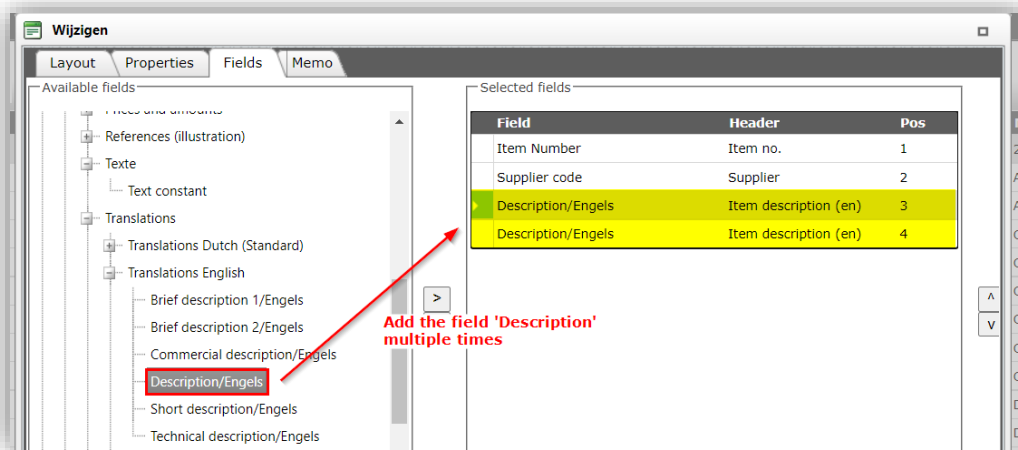 Wijzigen
Layout Properties Fields Memo
Available fields
Selected fields
Prices and amounts
References (illustration)
Texte
Text constant
Translations
Translations Dutch (Standard)
Translations English
Brief description 1/Engels
Brief description 2/Engels
Commercial description/Engels
Description/Engels
Short description/Engels
Technical description/Engels
>
Field Header Pos
Item Number Item no. 1
Supplier code Supplier 2
Description/Engels Item description (en) 3
Description/Engels Item description (en) 4
Add the field 'Description'
multiple times
^
v